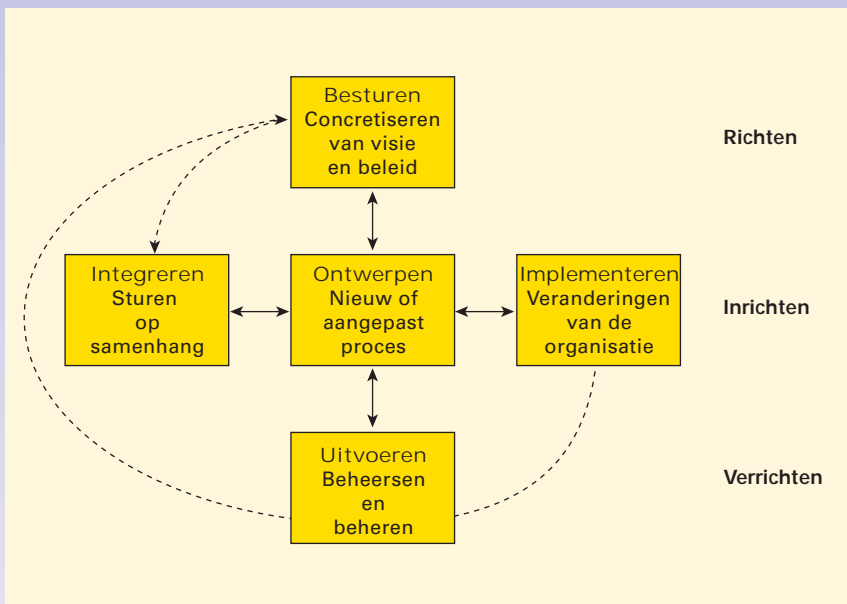 Besturen
Concretiseren
van visie
en beleid
Richten
Integreren
Sturen
op
samenhang
Ontwerpen
Nieuw of
aangepast
proces
Implementeren
Veranderingen
van de
organisatie
Inrichten
Uitvoeren
Beheersen
en
beheren
Verrichten